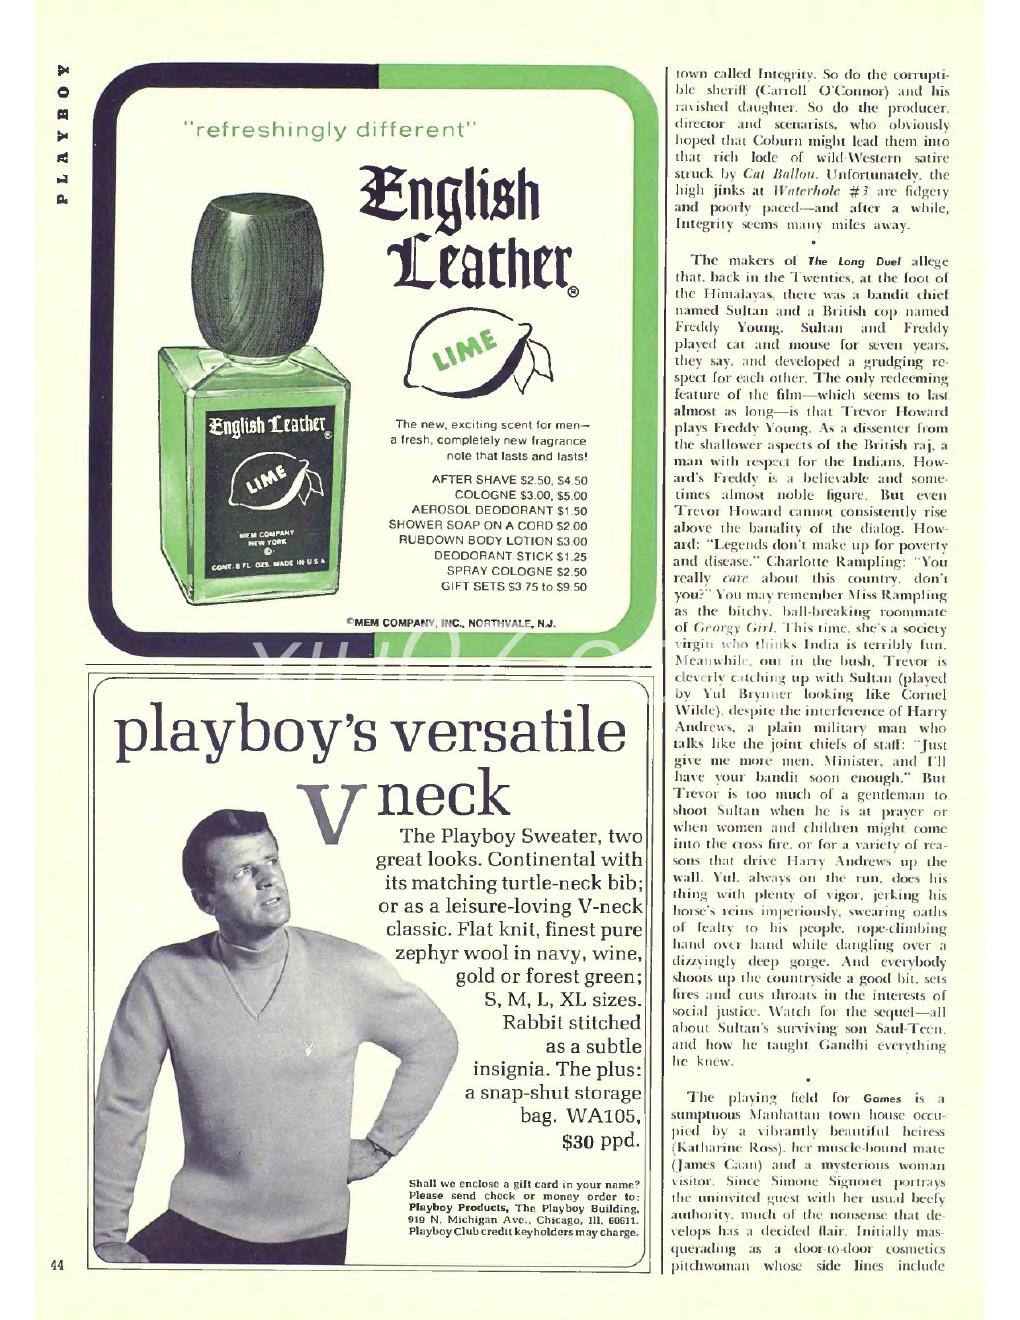 PLAYBOY
"refreshingly different"
English
Leather®
LIME
English Leather®
LIME
MEM COMPANY
NEW YORK
©
CONT. 8 FL. OZS. MADE IN U S A
The new, exciting scent for men—
a fresh, completely new fragrance
note that lasts and lasts!
AFTER SHAVE $2.50, $4.50
COLOGNE $3.00, $5.00
AEROSOL DEODORANT $1.50
SHOWER SOAP ON A CORD $2.00
RUBDOWN BODY LOTION $3.00
DEODORANT STICK $1.25
SPRAY COLOGNE $2.50
GIFT SETS $3.75 to $9.50
©MEM COMPANY, INC., NORTHVALE, N.J.
playboy's versatile
V neck
The Playboy Sweater, two
great looks. Continental with
its matching turtle-neck bib;
or as a leisure-loving V-neck
classic. Flat knit, finest pure
zephyr wool in navy, wine,
gold or forest green;
S, M, L, XL sizes.
Rabbit stitched
as a subtle
insignia. The plus:
a snap-shut storage
bag. WA105,
$30 ppd.
Shall we enclose a gift card in your name?
Please send check or money order to:
Playboy Products, The Playboy Building,
919 N. Michigan Ave., Chicago, Ill. 60611.
Playboy Club credit keyholders may charge.
44
town called Integrity. So do the corrupti-
ble sheriff (Carroll O'Connor) and his
ravished daughter. So do the producer,
director and scenarists, who obviously
hoped that Coburn might lead them into
that rich lode of wild-Western satire
struck by Cat Ballou. Unfortunately, the
high jinks at Waterhole #3 are fidgety
and poorly paced—and after a while,
Integrity seems many miles away.
•
The makers of The Long Duel allege
that, back in the Twenties, at the foot of
the Himalayas, there was a bandit chief
named Sultan and a British cop named
Freddy Young. Sultan and Freddy
played cat and mouse for seven years,
they say, and developed a grudging re-
spect for each other. The only redeeming
feature of the film—which seems to last
almost as long—is that Trevor Howard
plays Freddy Young. As a dissenter from
the shallower aspects of the British raj, a
man with respect for the Indians, How-
ard's Freddy is a believable and some-
times almost noble figure. But even
Trevor Howard cannot consistently rise
above the banality of the dialog. How-
ard: "Legends don't make up for poverty
and disease." Charlotte Rampling: "You
really care about this country, don't
you?" You may remember Miss Rampling
as the bitchy, ball-breaking roommate
of Georgy Girl. This time, she's a society
virgin who thinks India is terribly fun.
Meanwhile, out in the bush, Trevor is
cleverly catching up with Sultan (played
by Yul Brynner looking like Cornel
Wilde), despite the interference of Harry
Andrews, a plain military man who
talks like the joint chiefs of staff: "Just
give me more men, Minister, and I'll
have your bandit soon enough." But
Trevor is too much of a gentleman to
shoot Sultan when he is at prayer or
when women and children might come
into the cross fire, or for a variety of rea-
sons that drive Harry Andrews up the
wall. Yul, always on the run, does his
thing with plenty of vigor, jerking his
horse's reins imperiously, swearing oaths
of fealty to his people, rope-climbing
hand over hand while dangling over a
dizzyingly deep gorge. And everybody
shoots up the countryside a good bit, sets
fires and cuts throats in the interests of
social justice. Watch for the sequel—all
about Sultan's surviving son Saul-Teen,
and how he taught Gandhi everything
he knew.
•
The playing field for Games is a
sumptuous Manhattan town house occu-
pied by a vibrantly beautiful heiress
(Katharine Ross), her muscle-bound mate
(James Caan) and a mysterious woman
visitor. Since Simone Signoret portrays
the uninvited guest with her usual beefy
authority, much of the nonsense that de-
velops has a decided flair. Initially mas-
querading as a door-to-door cosmetics
pitchwoman whose side lines include